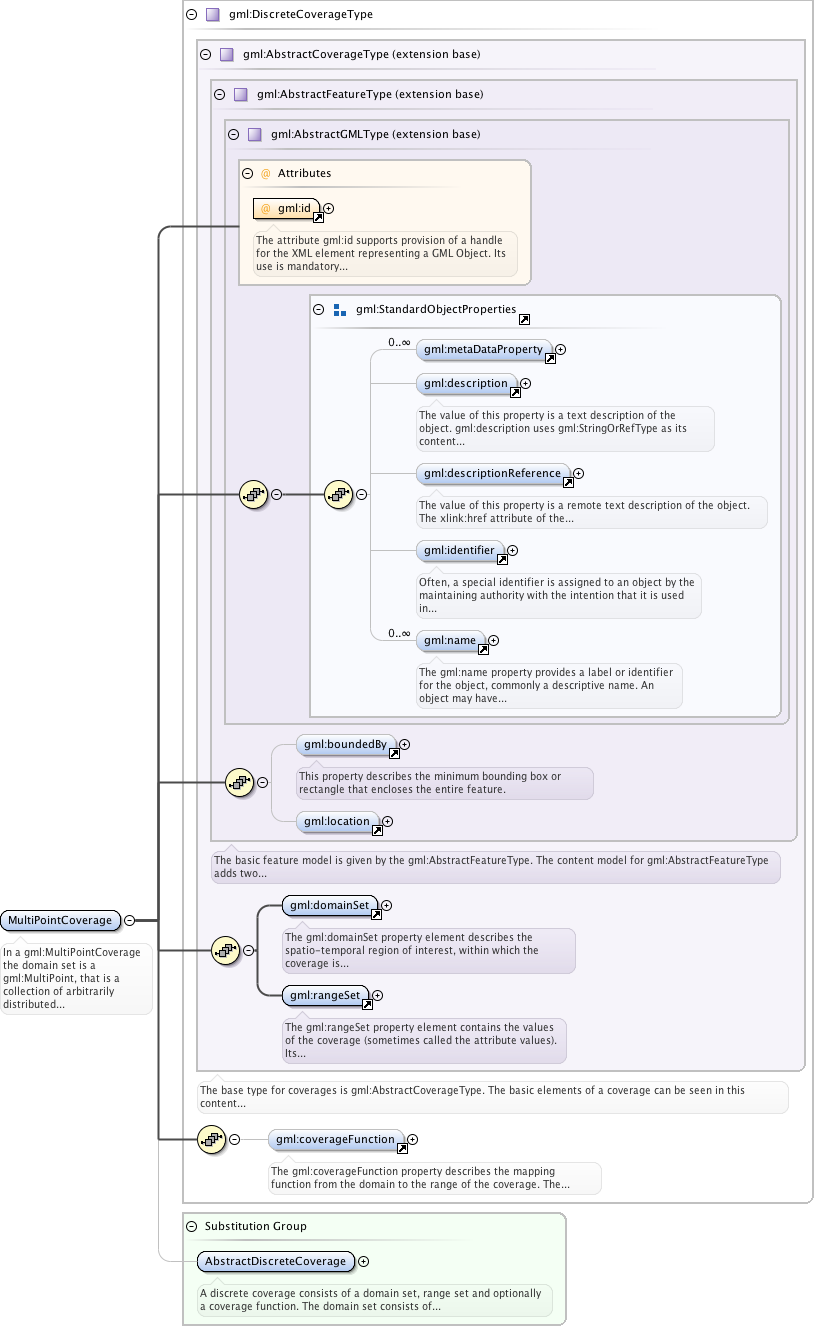 gml:DiscreteCoverageType
gml:AbstractCoverageType (extension base)
gml:AbstractFeatureType (extension base)
gml:AbstractGMLType (extension base)
@ Attributes
@ gml:id
The attribute gml:id supports provision of a handle
for the XML element representing a GML Object. Its
use is mandatory...
gml:StandardObjectProperties
0..∞
gml:metaDataProperty
gml:description
The value of this property is a text description of the
object. gml:description uses gml:StringOrRefType as its
content...
gml:descriptionReference
The value of this property is a remote text description of the object.
The xlink:href attribute of the...
gml:identifier
Often, a special identifier is assigned to an object by the
maintaining authority with the intention that it is used
in...
0..∞
gml:name
The gml:name property provides a label or identifier
for the object, commonly a descriptive name. An
object may have...
gml:boundedBy
This property describes the minimum bounding box or
rectangle that encloses the entire feature.
gml:location
The basic feature model is given by the gml:AbstractFeatureType. The content model for gml:AbstractFeatureType
adds two...
MultiPointCoverage
In a gml:MultiPointCoverage
the domain set is a
gml:MultiPoint, that is a
collection of arbitrarily
distributed...
gml:domainSet
The gml:domainSet property element describes the
spatio-temporal region of interest, within which the
coverage is...
gml:rangeSet
The gml:rangeSet property element contains the values
of the coverage (sometimes called the attribute values).
Its...
The base type for coverages is gml:AbstractCoverageType. The basic elements of a coverage can be seen in this
content...
gml:coverageFunction
The gml:coverageFunction property describes the mapping
function from the domain to the range of the coverage. The...
Substitution Group
AbstractDiscreteCoverage
A discrete coverage consists of a domain set, range set and optionally
a coverage function. The domain set consists of...